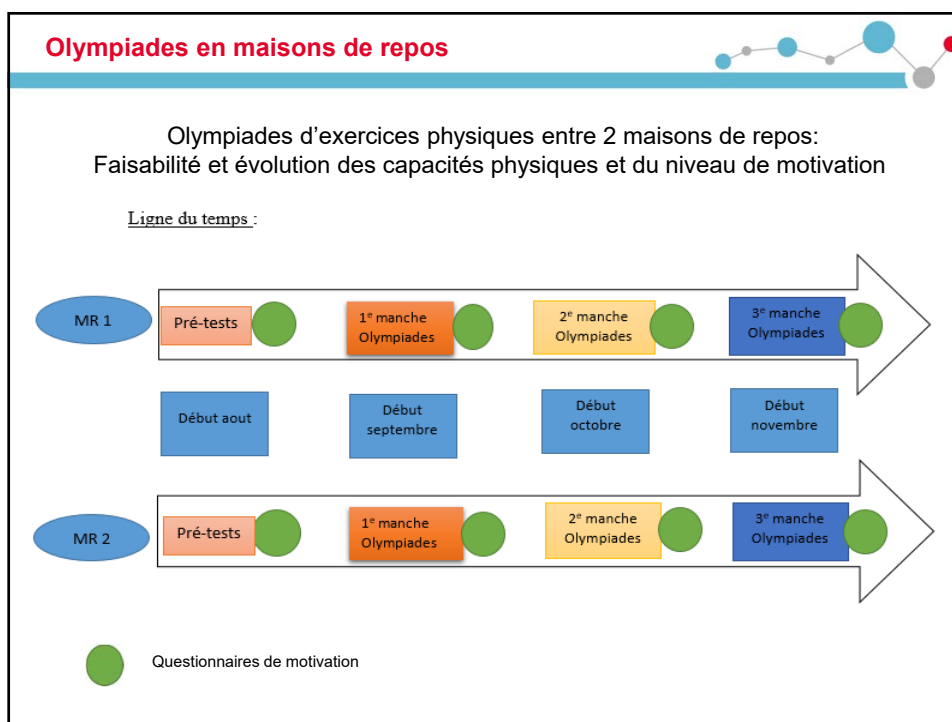 Olympiades en maisons de repos
Olympiades d'exercices physiques entre 2 maisons de repos:
Faisabilité et évolution des capacités physiques et du niveau de motivation
Ligne du temps :
MR 1
Pré-tests
1e manche
Olympiades
2e manche
Olympiades
3e manche
Olympiades
Début aout
Début
septembre
Début
octobre
Début
novembre
MR 2
Pré-tests
1e manche
Olympiades
2e manche
Olympiades
3e manche
Olympiades
Questionnaires de motivation